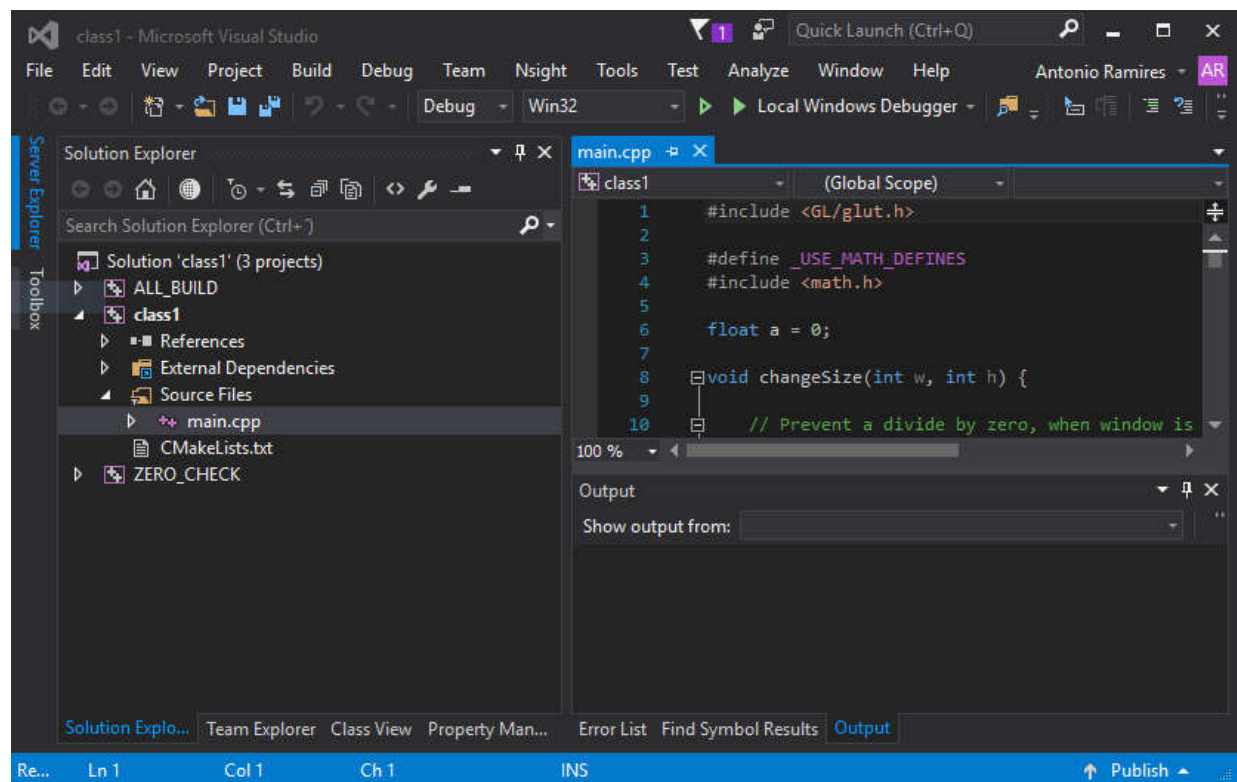 class1 - Microsoft Visual Studio
1
Quick Launch (Ctrl+Q)
File Edit View Project Build Debug Team Nsight Tools Test Analyze Window Help Antonio Ramires AR
Debug Win32 Local Windows Debugger
Server Explorer
Toolbox
Solution Explorer
Search Solution Explorer (Ctrl+~)
Solution 'class1' (3 projects)
ALL_BUILD
class1
References
External Dependencies
Source Files
main.cpp
CMakeLists.txt
ZERO_CHECK
Solution Explo... Team Explorer Class View Property Man...
main.cpp
class1 (Global Scope)
1 #include <GL/glut.h>
2
3 #define _USE_MATH_DEFINES
4 #include <math.h>
5
6 float a = 0;
7
8 void changeSize(int w, int h) {
9
10 // Prevent a divide by zero, when window is
100 %
Output
Show output from:
Error List Find Symbol Results Output
Re... Ln 1 Col 1 Ch 1 INS Publish